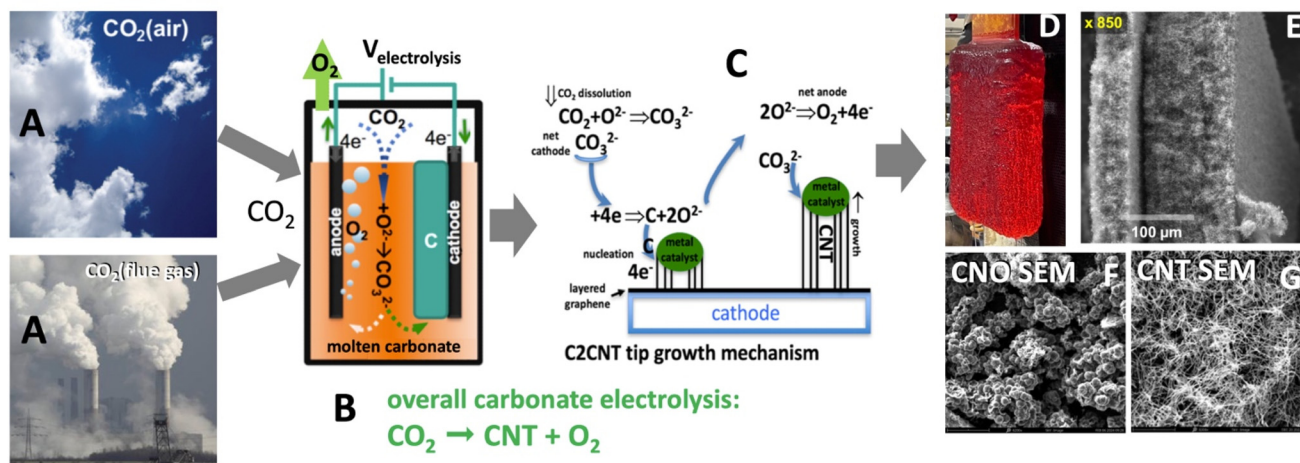 CO₂(air)
A
CO₂(flue gas)
A
CO₂
O₂
Velectrolysis
CO₂
4e⁻
4e⁻
anode
O₂
+O²⁻→CO₃²⁻
C
cathode
molten carbonate
B
overall carbonate electrolysis:
CO₂ → CNT + O₂
C
⇓ CO₂ dissolution
CO₂+O²⁻ ⇒CO₃²⁻
net
cathode
CO₃²⁻
net anode
2O²⁻⇒O₂+4e⁻
+4e⇒C+2O²⁻
CO₃²⁻
C
nucleation
4e⁻
metal
catalyst
metal
catalyst
CNT
→ growth
layered
graphene
cathode
C2CNT tip growth mechanism
D
x 850
E
100 µm
CNO SEM
F
CNT SEM
G